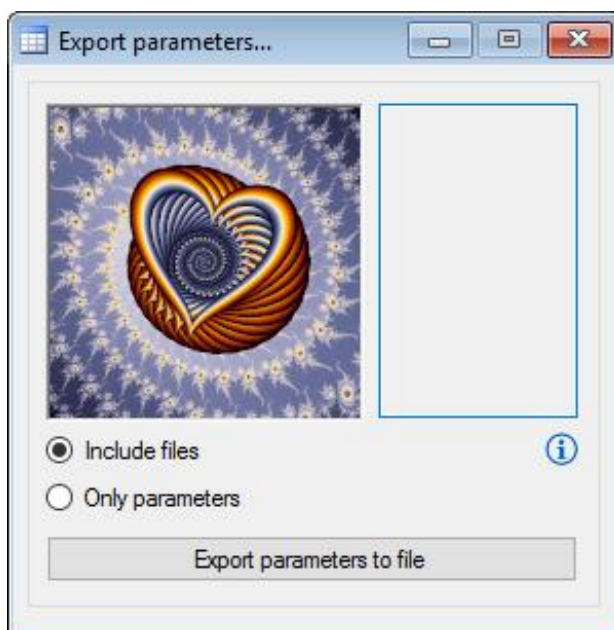 Export parameters...
Include files
Only parameters
Export parameters to file